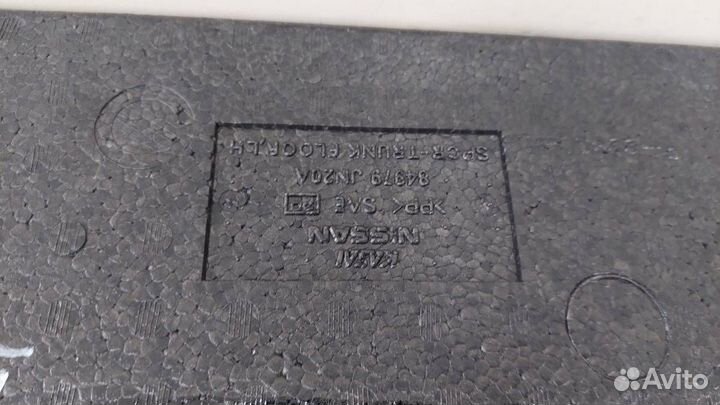 KASAI
NISSAN
>PP< SAE
84979 JN20A
SPCR-TRUNK FLOOR,LH
Avito